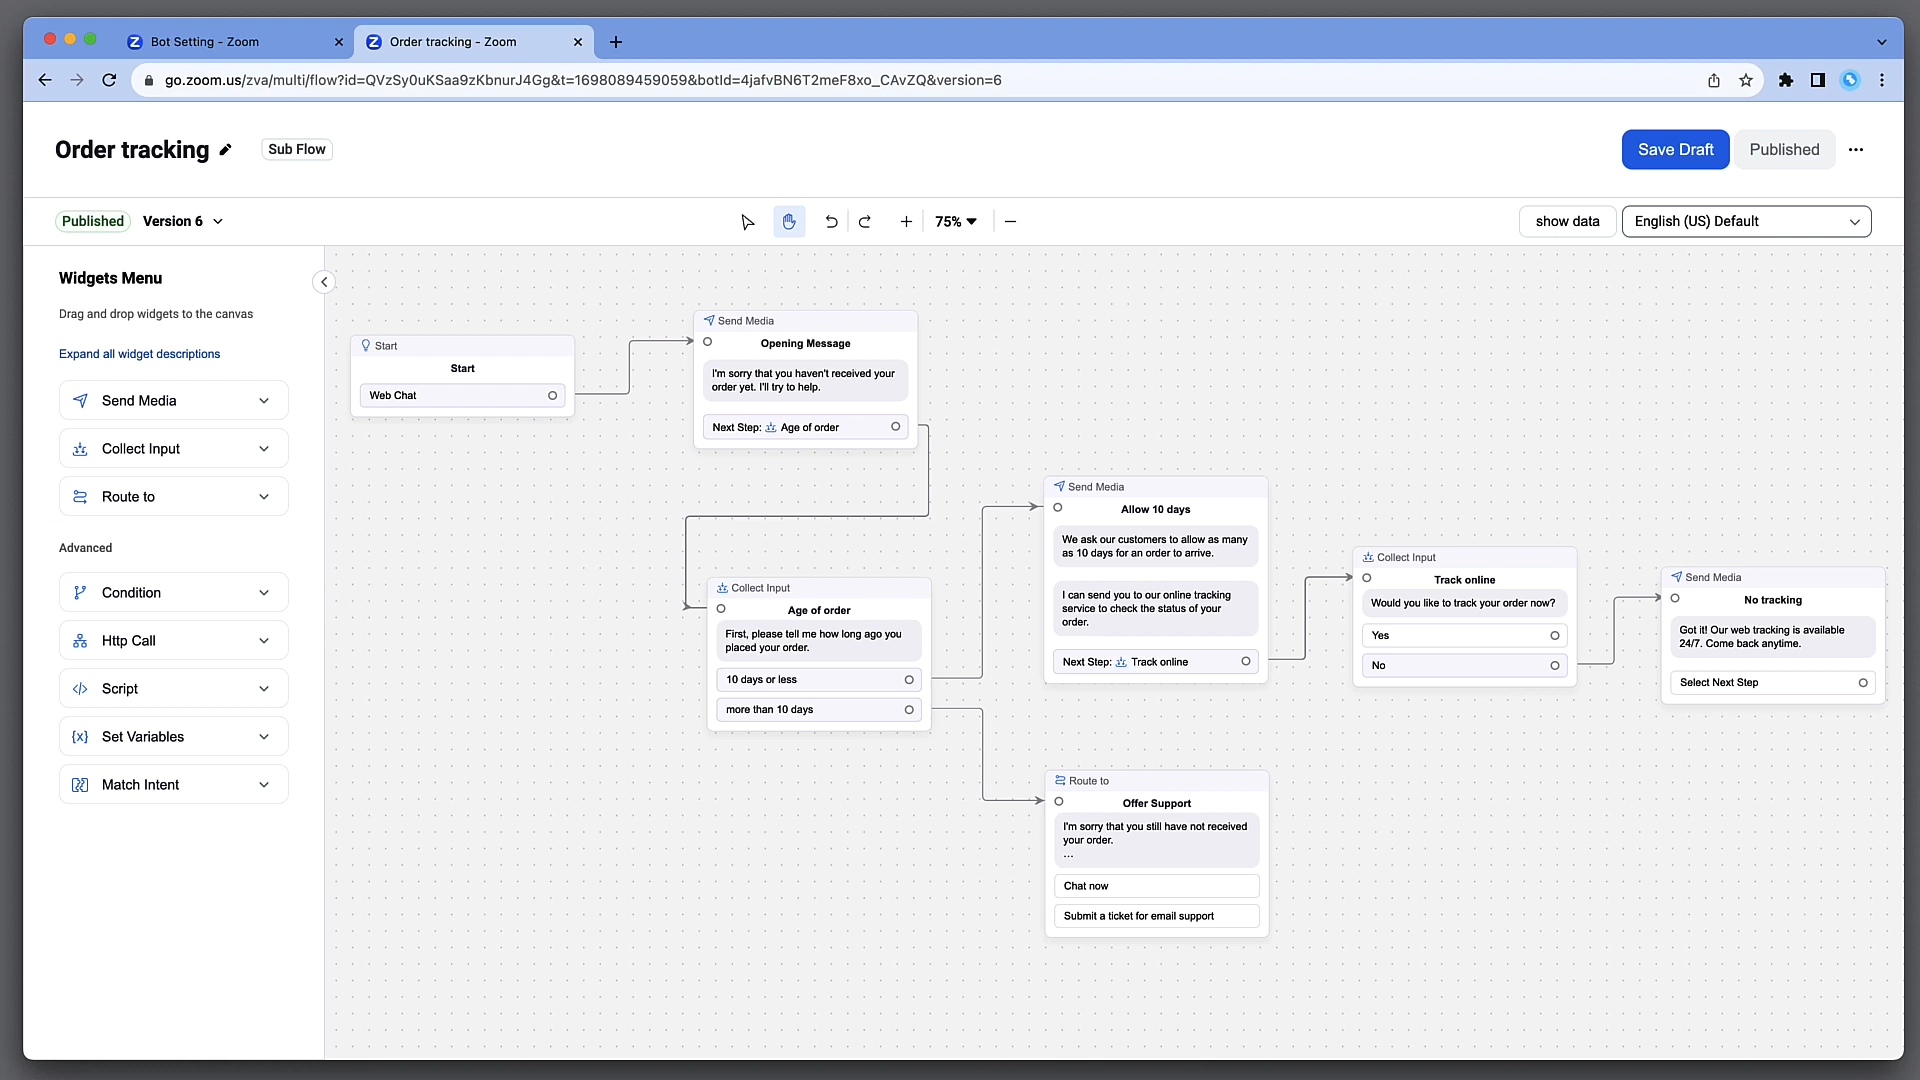 Bot Setting - Zoom
Order tracking - Zoom
go.zoom.us/zva/multi/flow?id=QVzSy0uKSaa9zKbnurJ4Gg&t=1698089459059&botId=4jafvBN6T2meF8xo_CAvZQ&version=6
Order tracking
Sub Flow
Save Draft
Published
Published
Version 6
75%
show data
English (US) Default
Widgets Menu
Drag and drop widgets to the canvas
Expand all widget descriptions
Send Media
Collect Input
Route to
Advanced
Condition
Http Call
Script
Set Variables
Match Intent
Start
Start
Web Chat
Send Media
Opening Message
I'm sorry that you haven't received your
order yet. I'll try to help.
Next Step: Age of order
Collect Input
Age of order
First, please tell me how long ago you
placed your order.
10 days or less
more than 10 days
Send Media
Allow 10 days
We ask our customers to allow as many
as 10 days for an order to arrive.
I can send you to our online tracking
service to check the status of your
order.
Next Step: Track online
Route to
Offer Support
I'm sorry that you still have not received
your order.
...
Chat now
Submit a ticket for email support
Collect Input
Track online
Would you like to track your order now?
Yes
No
Send Media
No tracking
Got it! Our web tracking is available
24/7. Come back anytime.
Select Next Step